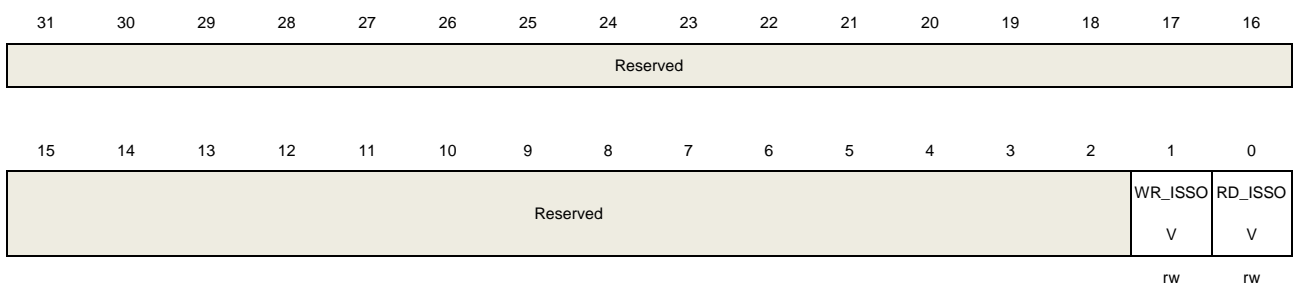 31 30 29 28 27 26 25 24 23 22 21 20 19 18 17 16
Reserved
15 14 13 12 11 10 9 8 7 6 5 4 3 2 1 0
Reserved
WR_ISSO RD_ISSO
V V
rw rw